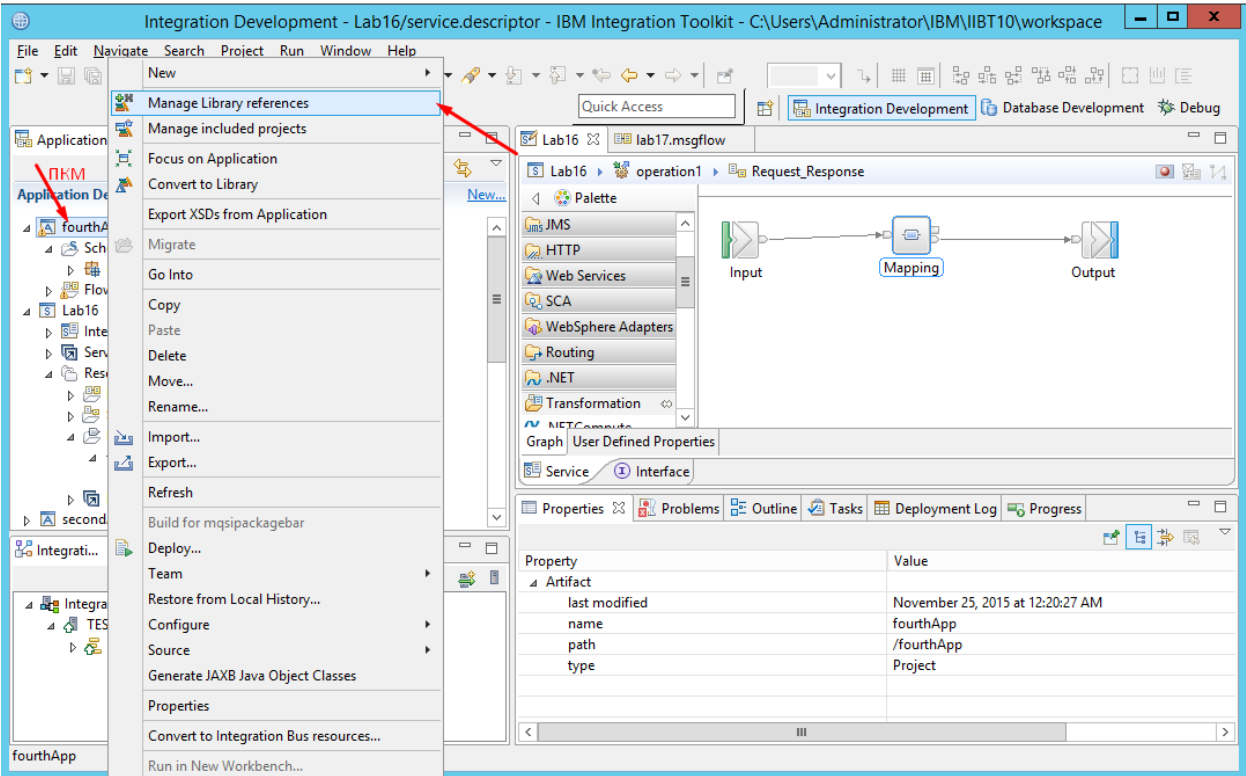 Integration Development - Lab16/service.descriptor - IBM Integration Toolkit - C:\Users\Administrator\IBM\IIBT10\workspace
File Edit Navigate Search Project Run Window Help
Quick Access
Integration Development
Database Development
Debug
Application
ПКМ
Application De
New...
fourthA
Sch
Flov
Lab16
Inte
Serv
Reso
second
Integrati...
Integra
TES
fourthApp
New
Manage Library references
Manage included projects
Focus on Application
Convert to Library
Export XSDs from Application
Migrate
Go Into
Copy
Paste
Delete
Move...
Rename...
Import...
Export...
Refresh
Build for mqsipackagebar
Deploy...
Team
Restore from Local History...
Configure
Source
Generate JAXB Java Object Classes
Properties
Convert to Integration Bus resources...
Run in New Workbench...
Lab16
lab17.msgflow
Lab16 operation1 Request_Response
Palette
JMS
HTTP
Web Services
SCA
WebSphere Adapters
Routing
.NET
Transformation
.NETCompute
Input
Mapping
Output
Graph User Defined Properties
Service Interface
Properties Problems Outline Tasks Deployment Log Progress
Property Value
Artifact
last modified November 25, 2015 at 12:20:27 AM
name fourthApp
path /fourthApp
type Project